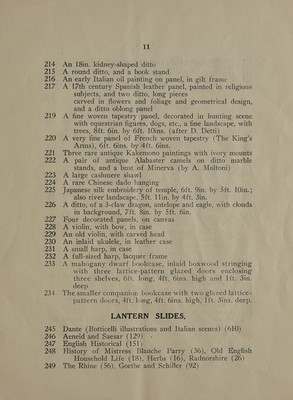 11
214 An 18in. kidney-shaped ditto
215 A round ditto, and a book stand
216 An early Italian oil painting on panel, in gilt frame
217 A 17th century Spanish leather panel, painted in religious
subjects, and two ditto, long pieces
carved in flowers and foliage and geometrical design,
and a ditto oblong panel
219 A fine woven tapestry panel, decorated in hunting scene
with equestrian figures, dogs, etc., a fine landscape, with
trees, 8ft. 6in. by 6ft. 10ins. (after D. Detti)
220 A very fine panel of French woven tapestry (The King's
Arms), 6ft. 6ins. by 4ft. 6ins.
221 Three rare antique Kakemono paintings with ivory mounts
222 A pair of antique Alabaster camels on ditto marble
stands, and a bust of Minerva (by A. Moltoni)
223 A large cashmere shawl
224 A rare Chinese dado hanging
225 Japanese silk embroidery of temple, 6ft. 9in. by 5ft. 10in.;
also river landscape, 5ft. 11in. by 4ft. 3in.
226 A ditto, of a 3-claw dragon, antelope and eagle, with clouds
in background, 7ft. 8in. by 5ft. 6in.
227 Four decorated panels, on canvas
228 A violin, with bow, in case
229 An old violin, with carved head
230 An inlaid ukulele, in leather case
231 A small harp, in case
232 A full-sized harp, lacquer frame
233 A mahogany dwarf bookcase, inlaid boxwood stringing
with three lattice-pattern glazed doors enclosing
three shelves, 6ft. long, 4ft. 6ins. high and 1ft. 3in.
deep
234 The smaller companion bookcase with two glazed lattice-
pattern doors, 4ft. long, 4ft. 6ins. high, 1ft. 3ins. deep.
LANTERN SLIDES.
245 Dante (Botticelli illustrations and Italian scenes) (610)
246 Aeneid and Saesar (129)
247 English Historical (151)
248 History of Mistress Blanche Parry (36), Old English
Household Life (18), Herbs (16), Radnorshire (26)
249 The Rhine (56), Goethe and Schiller (92)